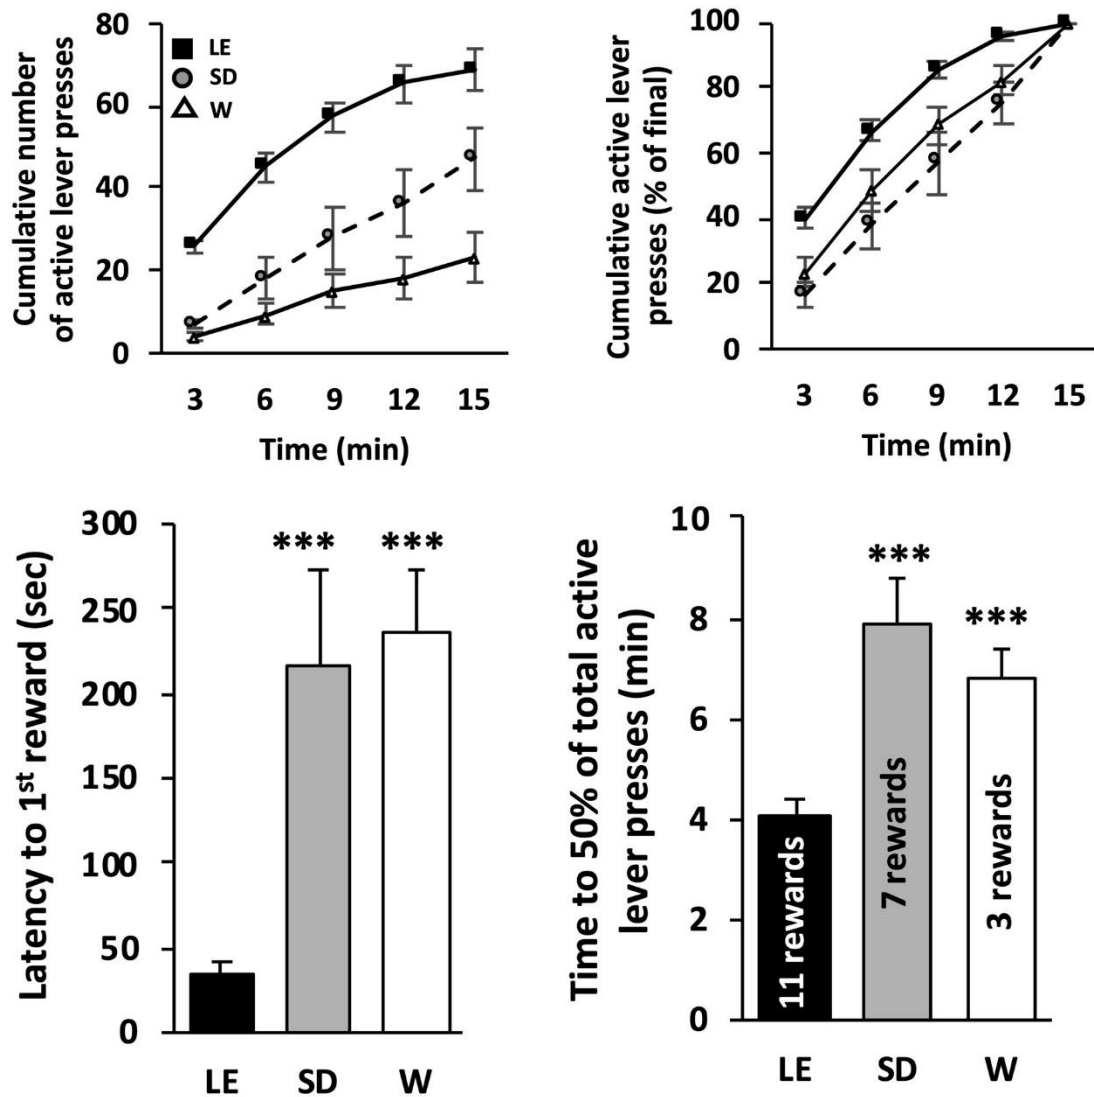 Cumulative number
of active lever presses
80
60
40
20
0
LE
SD
W
3 6 9 12 15
Time (min)
Cumulative active lever
presses (% of final)
100
80
60
40
20
0
3 6 9 12 15
Time (min)
Latency to 1st reward (sec)
300
250
200
150
100
50
0
*** ***
LE SD W
Time to 50% of total active
lever presses (min)
10
8
6
4
2
0
***
***
11 rewards
7 rewards
3 rewards
LE SD W